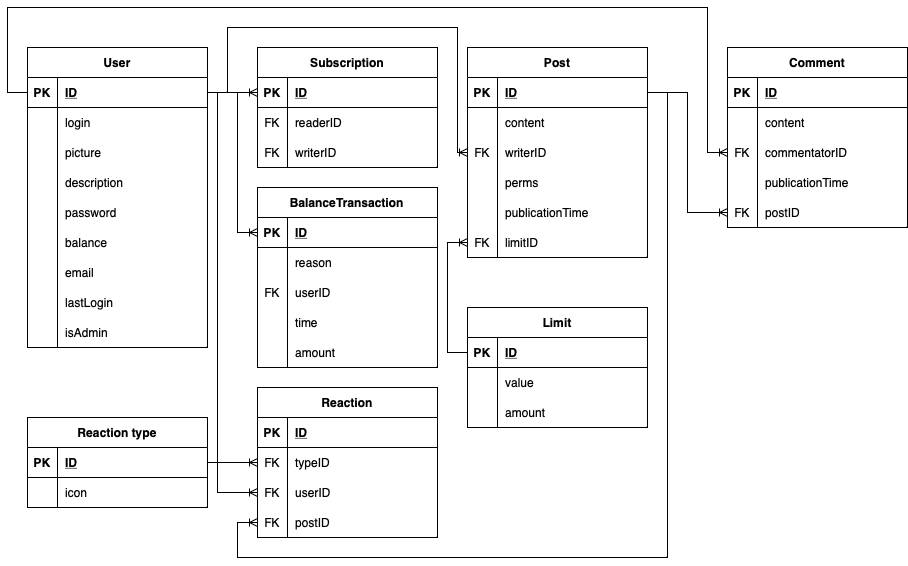 User
PK ID
login
picture
description
password
balance
email
lastLogin
isAdmin
Subscription
PK ID
FK readerID
FK writerID
BalanceTransaction
PK ID
reason
FK userID
time
amount
Reaction type
PK ID
icon
Reaction
PK ID
FK typeID
FK userID
FK postID
Post
PK ID
content
FK writerID
perms
publicationTime
FK limitID
Limit
PK ID
value
amount
Comment
PK ID
content
FK commentatorID
publicationTime
FK postID